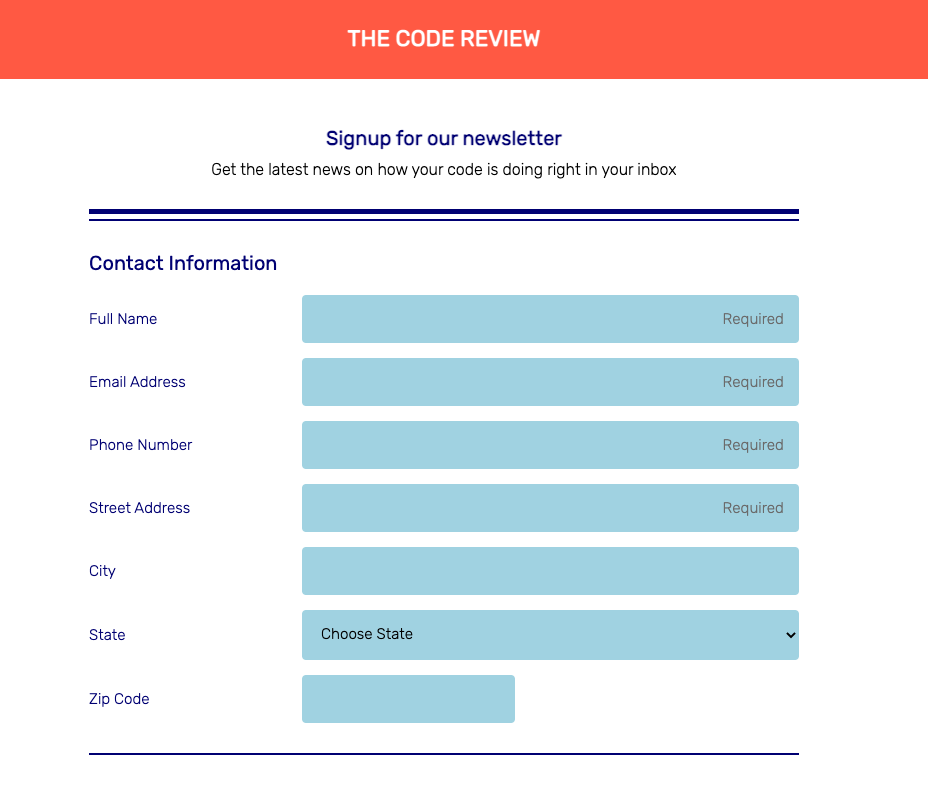 THE CODE REVIEW
Signup for our newsletter
Get the latest news on how your code is doing right in your inbox
Contact Information
Full Name Required
Email Address Required
Phone Number Required
Street Address Required
City
State Choose State
Zip Code